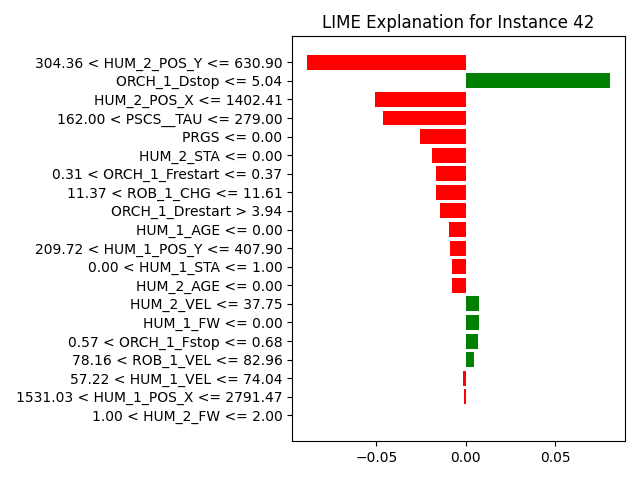 LIME Explanation for Instance 42
304.36 < HUM_2_POS_Y <= 630.90
ORCH_1_Dstop <= 5.04
HUM_2_POS_X <= 1402.41
162.00 < PSCS__TAU <= 279.00
PRGS <= 0.00
HUM_2_STA <= 0.00
0.31 < ORCH_1_Frestart <= 0.37
11.37 < ROB_1_CHG <= 11.61
ORCH_1_Drestart > 3.94
HUM_1_AGE <= 0.00
209.72 < HUM_1_POS_Y <= 407.90
0.00 < HUM_1_STA <= 1.00
HUM_2_AGE <= 0.00
HUM_2_VEL <= 37.75
HUM_1_FW <= 0.00
0.57 < ORCH_1_Fstop <= 0.68
78.16 < ROB_1_VEL <= 82.96
57.22 < HUM_1_VEL <= 74.04
1531.03 < HUM_1_POS_X <= 2791.47
1.00 < HUM_2_FW <= 2.00
−0.05 0.00 0.05